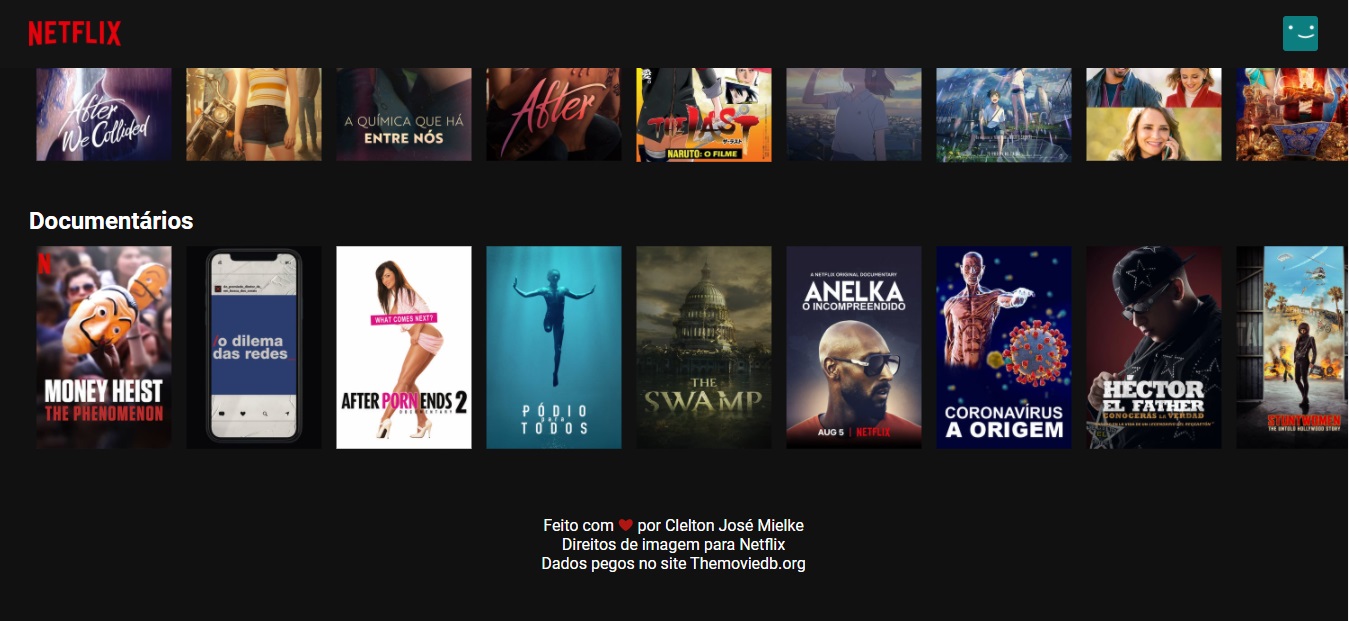 NETFLIX
After
We Collided
A QUÍMICA QUE HÁ
ENTRE NÓS
After
THE LAST
NARUTO: O FILME
Documentários
N
MONEY HEIST
THE PHENOMENON
o dilema
das redes
WHAT COMES NEXT?
AFTER PORN ENDS 2
DOCUMENTARY
PÓDIO
PARA
TODOS
THE
SWAMP
A NETFLIX ORIGINAL DOCUMENTARY
ANELKA
O INCOMPREENDIDO
AUG 5 | NETFLIX
CORONAVÍRUS
A ORIGEM
HÉCTOR
EL FATHER
CONOCERÁS LA VERDAD
STUNTWOMEN
THE UNTOLD HOLLYWOOD STORY
Feito com ❤ por Clelton José Mielke
Direitos de imagem para Netflix
Dados pegos no site Themoviedb.org